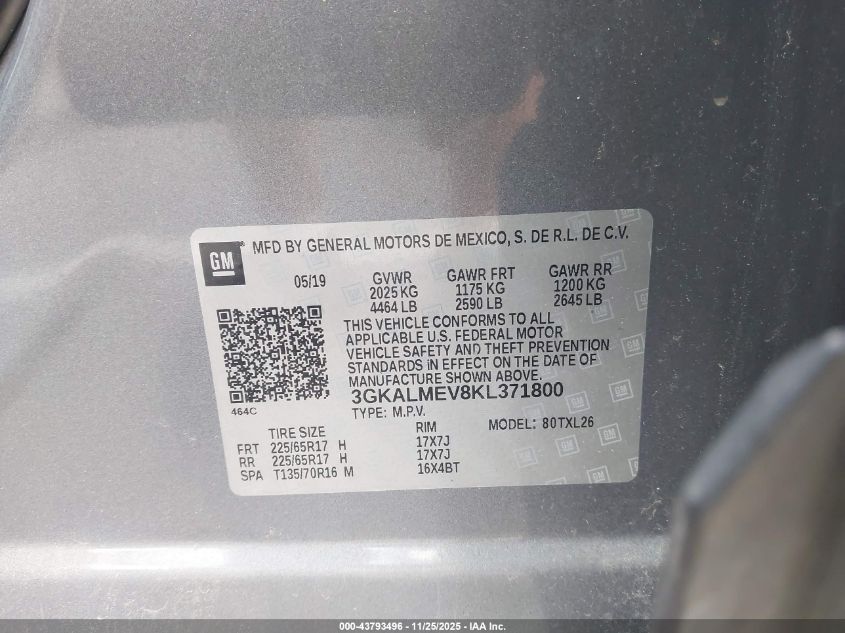 GM ® MFD BY GENERAL MOTORS DE MEXICO, S. DE R.L. DE C.V.
05/19 GVWR GAWR FRT GAWR RR
2025 KG 1175 KG 1200 KG
4464 LB 2590 LB 2645 LB
THIS VEHICLE CONFORMS TO ALL
APPLICABLE U.S. FEDERAL MOTOR
VEHICLE SAFETY AND THEFT PREVENTION
STANDARDS IN EFFECT ON THE DATE OF
MANUFACTURE SHOWN ABOVE.
3GKALMEV8KL371800
464C
TYPE: M.P.V. MODEL: 80TXL26
TIRE SIZE RIM
FRT 225/65R17 H 17X7J
RR 225/65R17 H 17X7J
SPA T135/70R16 M 16X4BT
000-43793496 - 11/25/2025 - IAA Inc.